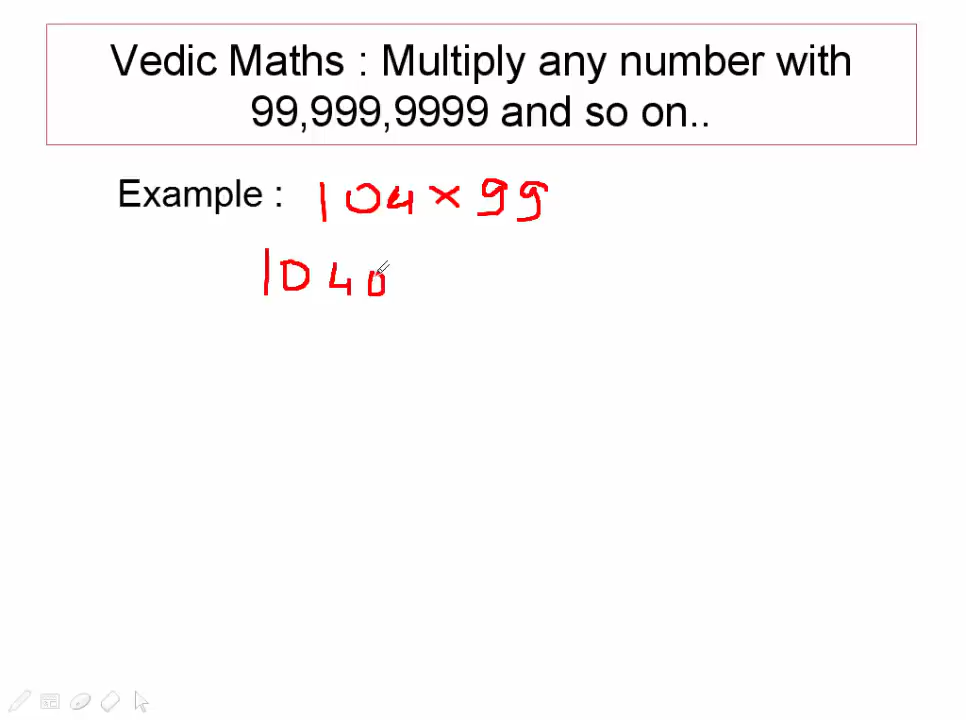 Vedic Maths : Multiply any number with
99,999,9999 and so on..
Example : 104 × 99
1040